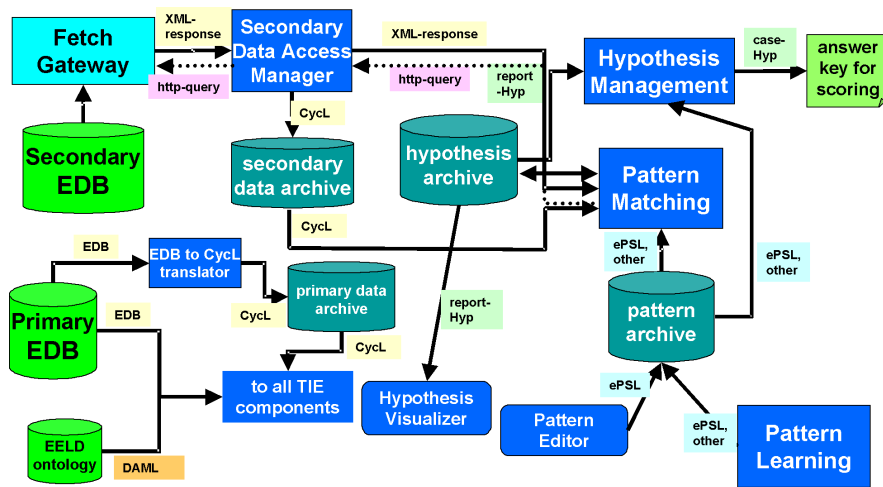 XML-
response
Fetch
Gateway
http-query
Secondary
Data Access
Manager
XML-response
http-query
report
-Hyp
Hypothesis
Management
case-
Hyp
answer
key for
scoring
Secondary
EDB
CycL
secondary
data archive
CycL
hypothesis
archive
Pattern
Matching
ePSL,
other
ePSL,
other
EDB
EDB to CycL
translator
CycL
primary data
archive
CycL
Primary
EDB
EDB
report-
Hyp
pattern
archive
to all TIE
components
Hypothesis
Visualizer
ePSL
Pattern
Editor
ePSL,
other
Pattern
Learning
EELD
ontology
DAML